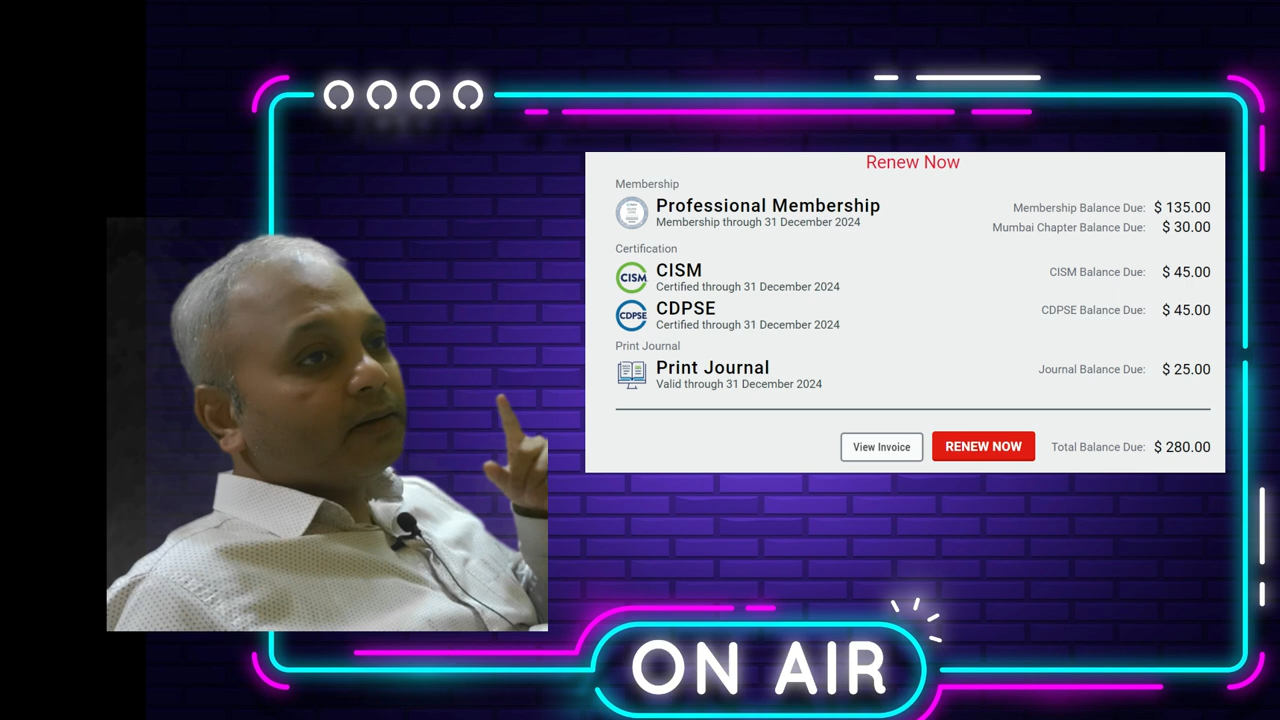 Renew Now
Membership
Professional Membership
Membership through 31 December 2024
Membership Balance Due: $ 135.00
Mumbai Chapter Balance Due: $ 30.00
Certification
CISM
CISM
Certified through 31 December 2024
CISM Balance Due: $ 45.00
CDPSE
CDPSE
Certified through 31 December 2024
CDPSE Balance Due: $ 45.00
Print Journal
Print Journal
Valid through 31 December 2024
Journal Balance Due: $ 25.00
View Invoice
RENEW NOW
Total Balance Due: $ 280.00
ON AIR